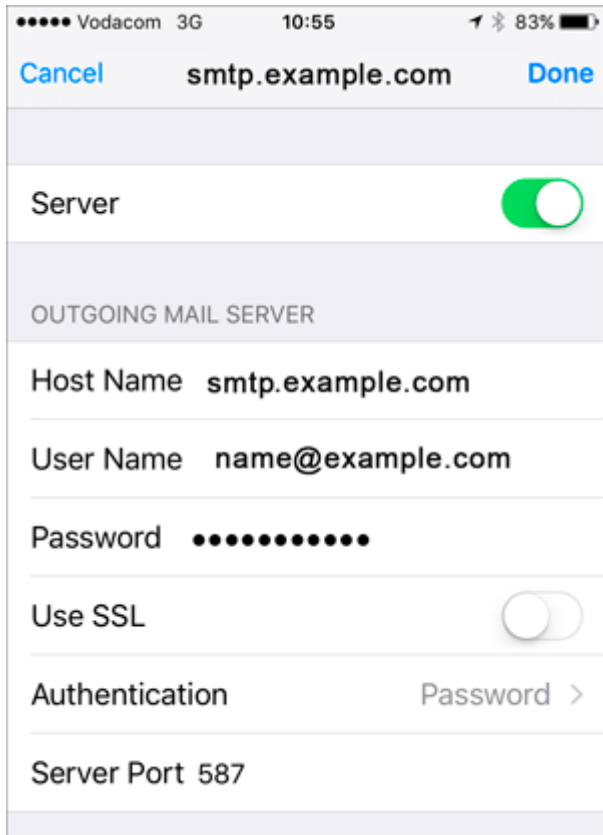 Vodacom 3G 10:55 83%
Cancel smtp.example.com Done
Server
OUTGOING MAIL SERVER
Host Name smtp.example.com
User Name name@example.com
Password •••••••••••
Use SSL
Authentication Password >
Server Port 587